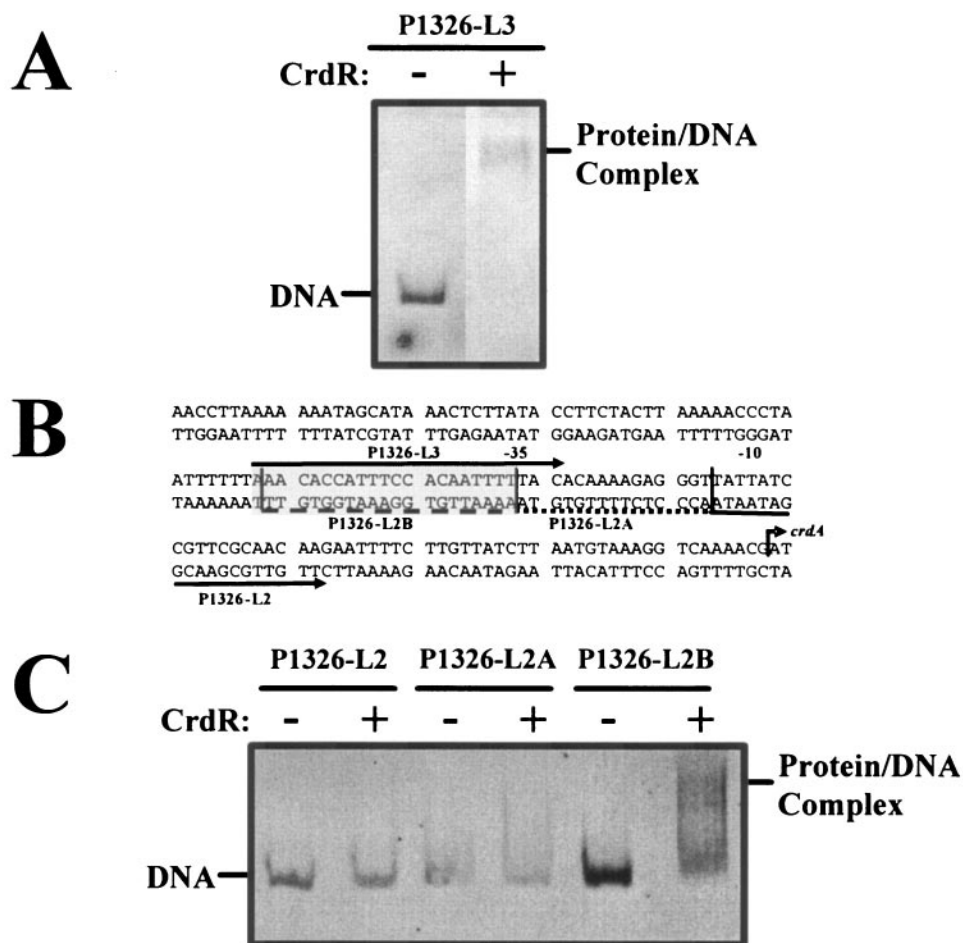 A
P1326-L3
CrdR: - +
Protein/DNA
Complex
DNA
B
AACCTTAAAA AAATAGCATA AACTCTTATA CCTTCTACTT AAAAACCCTA
TTGGAATTTT TTTATCGTAT TTGAGAATAT GGAAGATGAA TTTTTGGGAT
P1326-L3 -35 -10
ATTTTTTAAA CACCATTTCC ACAATTTTTA CACAAAAGAG GGTTATTATC
TAAAAAATTT GTGGTAAAGG TGTTAAAAAT GTGTTTTCTC CCAATAATAG
P1326-L2B P1326-L2A
crdA
CGTTCGCAAC AAGAATTTTC TTGTTATCTT AATGTAAAGG TCAAAACGAT
GCAAGCGTTG TTCTTAAAAG AACAATAGAA TTACATTTCC AGTTTTGCTA
P1326-L2
C
P1326-L2 P1326-L2A P1326-L2B
CrdR: - + - + - +
Protein/DNA
Complex
DNA